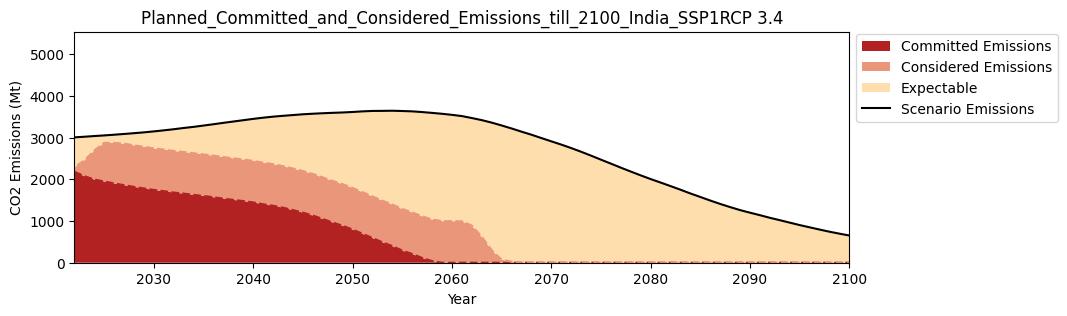 Planned_Committed_and_Considered_Emissions_till_2100_India_SSP1RCP 3.4
CO2 Emissions (Mt)
5000
4000
3000
2000
1000
0
2030 2040 2050 2060 2070 2080 2090 2100
Year
Committed Emissions
Considered Emissions
Expectable
Scenario Emissions